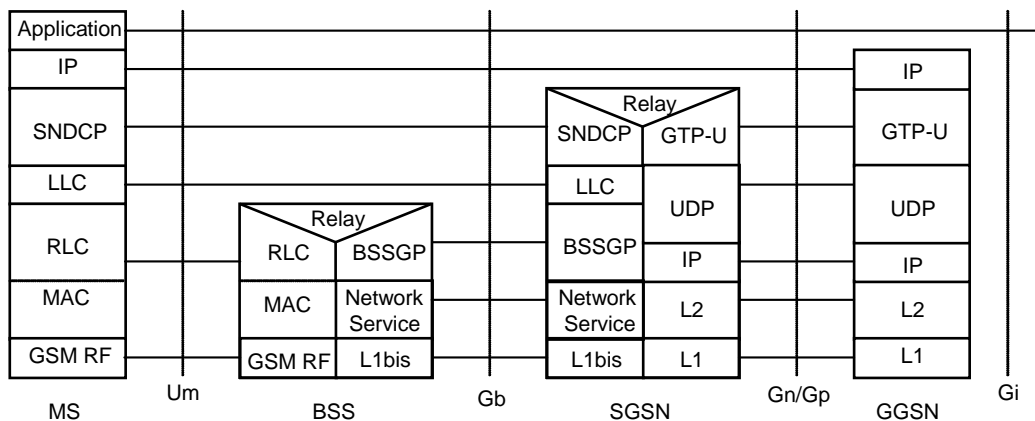 Application
IP
SNDCP
LLC
RLC
MAC
GSM RF
MS
Um
Relay
RLC
BSSGP
MAC
Network
Service
GSM RF
L1bis
BSS
Gb
Relay
SNDCP
GTP-U
LLC
UDP
BSSGP
IP
Network
Service
L2
L1bis
L1
SGSN
Gn/Gp
IP
GTP-U
UDP
IP
L2
L1
GGSN
Gi